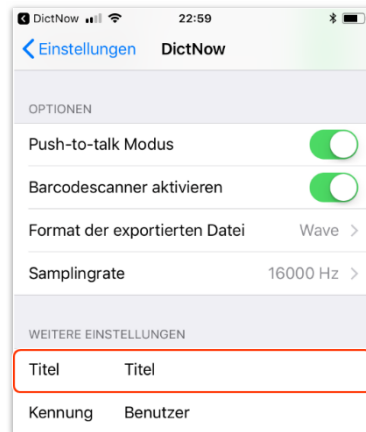 DictNow 22:59
Einstellungen DictNow
OPTIONEN
Push-to-talk Modus
Barcodescanner aktivieren
Format der exportierten Datei Wave
Samplingrate 16000 Hz
WEITERE EINSTELLUNGEN
Titel Titel
Kennung Benutzer